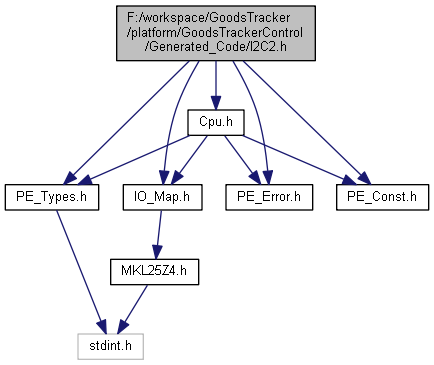 F:/workspace/GoodsTracker
/platform/GoodsTrackerControl
/Generated_Code/I2C2.h
Cpu.h
PE_Types.h
IO_Map.h
PE_Error.h
PE_Const.h
MKL25Z4.h
stdint.h